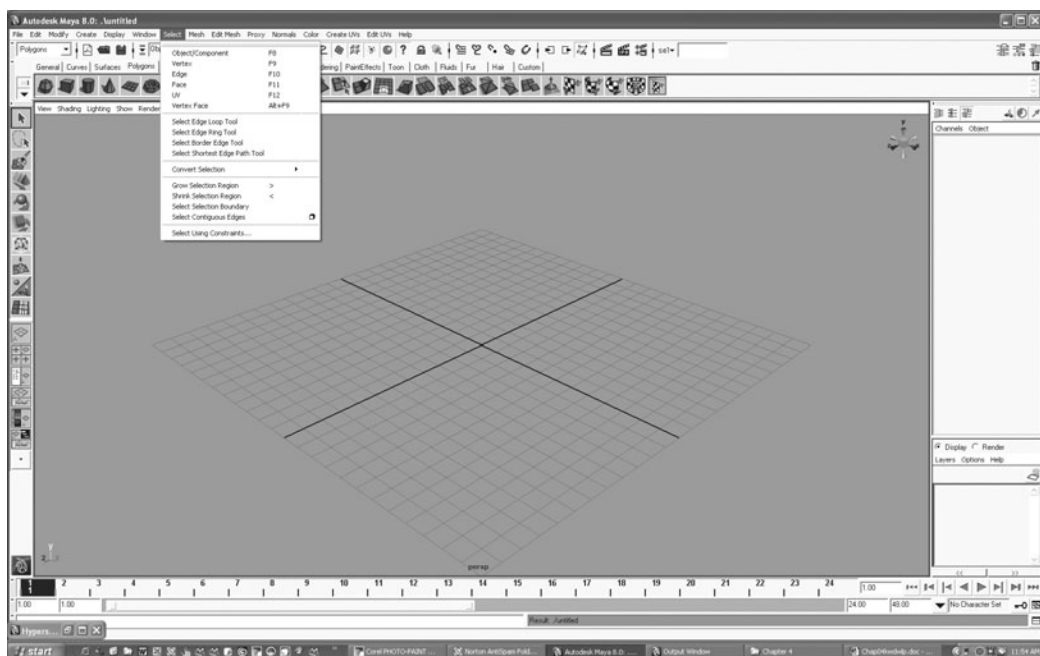 Autodesk Maya 8.0: .\untitled
File Edit Modify Create Display Window Select Mesh Edit Mesh Proxy Normals Color Create UVs Edit UVs Help
Polygons
sel-
General Curves Surfaces Polygons PaintEffects Toon Cloth Fluids Fur Hair Custom
View Shading Lighting Show
Object/Component F8
Vertex F9
Edge F10
Face F11
UV F12
Vertex Face Alt+F9
Select Edge Loop Tool
Select Edge Ring Tool
Select Border Edge Tool
Select Shortest Edge Path Tool
Convert Selection
Grow Selection Region >
Shrink Selection Region <
Select Selection Boundary
Select Contiguous Edges
Select Using Constraints...
Channels Object
Display Render
Layers Options Help
persp
1 2 3 4 5 6 7 8 9 10 11 12 13 14 15 16 17 18 19 20 21 22 23 24
1
1.00
1.00 1.00 24.00 48.00 No Character Set
Result: ./untitled
Hypers...
start Corel PHOTO-PAINT ... Norton AntiSpam Fold... Autodesk Maya 8.0: ... Output Window Chapter 4 11:54 AM